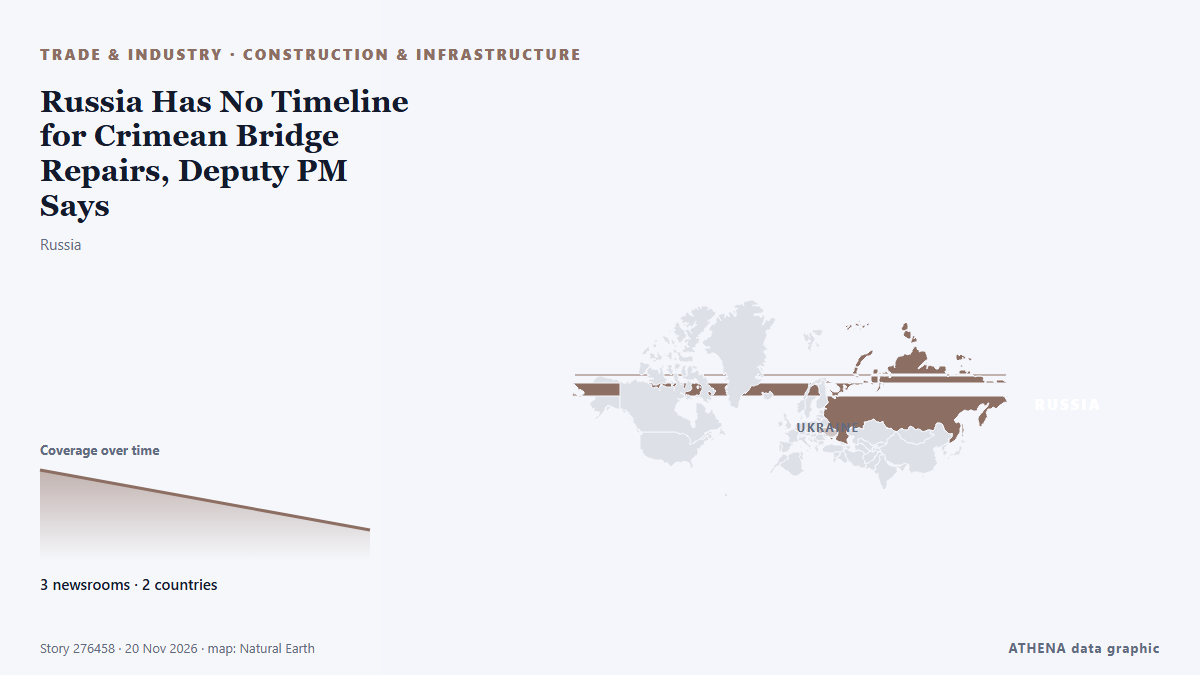 TRADE & INDUSTRY · CONSTRUCTION & INFRASTRUCTURE
Russia Has No Timeline
for Crimean Bridge
Repairs, Deputy PM
Says
Russia
RUSSIA
UKRAINE
Coverage over time
3 newsrooms · 2 countries
Story 276458 · 20 Nov 2026 · map: Natural Earth
ATHENA data graphic